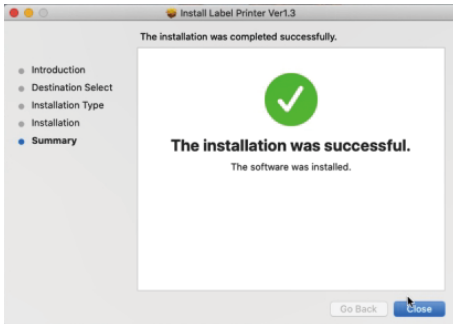 Install Label Printer Ver1.3
The installation was completed successfully.
Introduction
Destination Select
Installation Type
Installation
Summary
The installation was successful.
The software was installed.
Go Back
Close